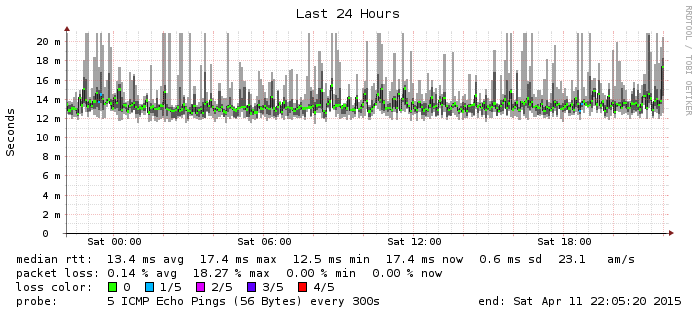 Last 24 Hours
RRDTOOL / TOBI OETIKER
Seconds
20 m
18 m
16 m
14 m
12 m
10 m
8 m
6 m
4 m
2 m
0
Sat 00:00 Sat 06:00 Sat 12:00 Sat 18:00
median rtt: 13.4 ms avg 17.4 ms max 12.5 ms min 17.4 ms now 0.6 ms sd 23.1 am/s
packet loss: 0.14 % avg 18.27 % max 0.00 % min 0.00 % now
loss color: 0 1/5 2/5 3/5 4/5
probe: 5 ICMP Echo Pings (56 Bytes) every 300s end: Sat Apr 11 22:05:20 2015